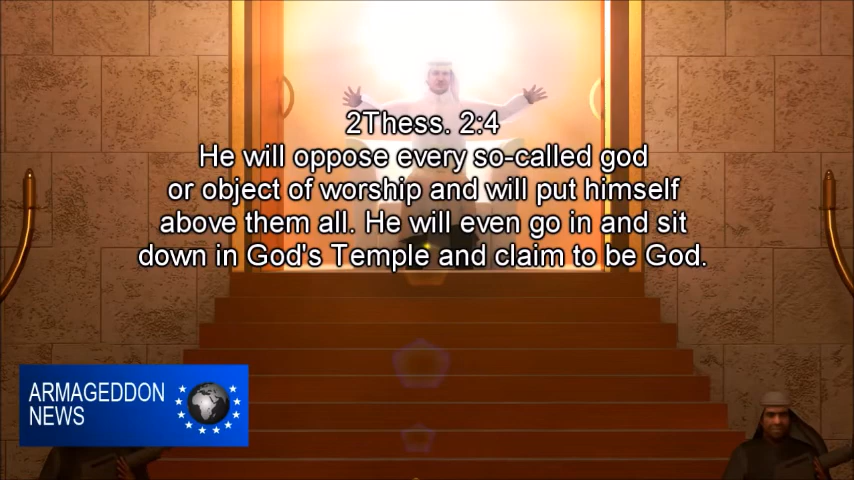 2Thess. 2:4
He will oppose every so-called god
or object of worship and will put himself
above them all. He will even go in and sit
down in God's Temple and claim to be God.
ARMAGEDDON
NEWS